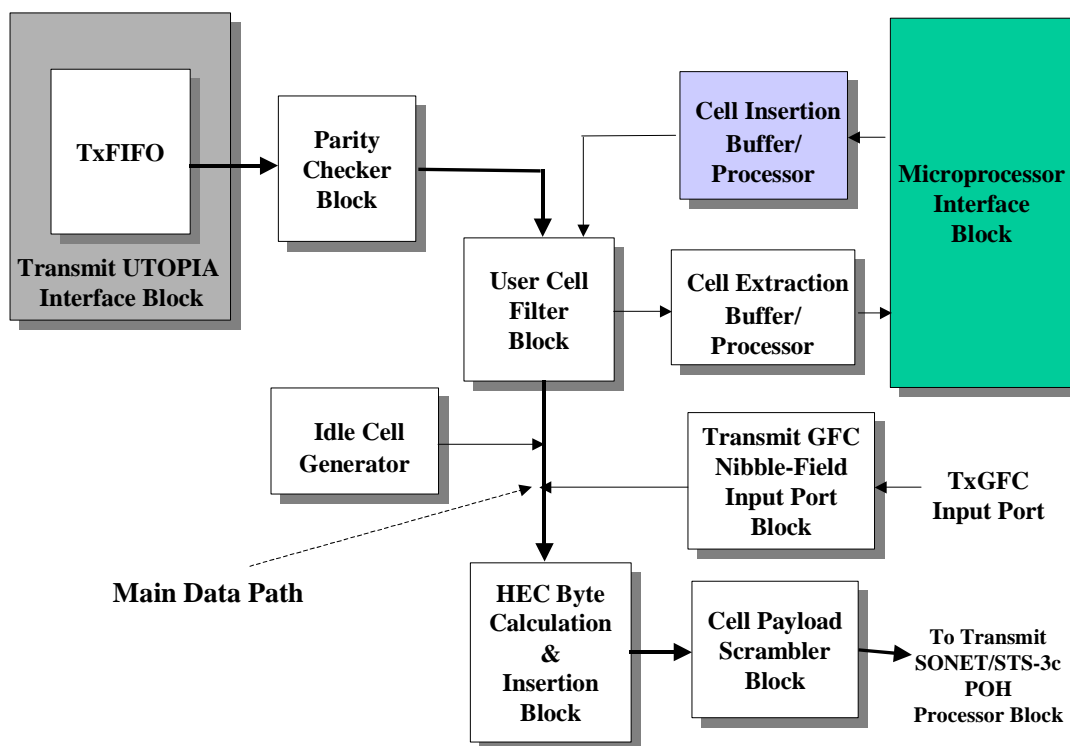 TxFIFO
Transmit UTOPIA
Interface Block
Parity
Checker
Block
Cell Insertion
Buffer/
Processor
Microprocessor
Interface
Block
User Cell
Filter
Block
Cell Extraction
Buffer/
Processor
Idle Cell
Generator
Transmit GFC
Nibble-Field
Input Port
Block
TxGFC
Input Port
Main Data Path
HEC Byte
Calculation
&
Insertion
Block
Cell Payload
Scrambler
Block
To Transmit
SONET/STS-3c
POH
Processor Block